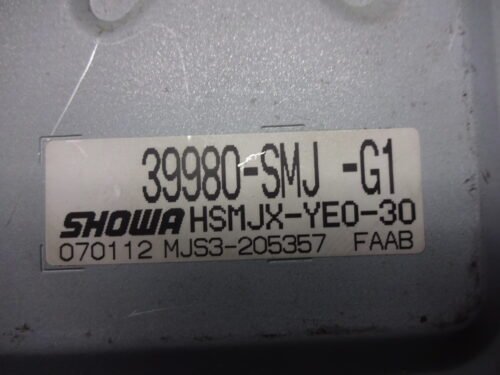 39980-SMJ -G1
SHOWA HSMJX-YE0-30
070112 MJS3-205357 FAAB